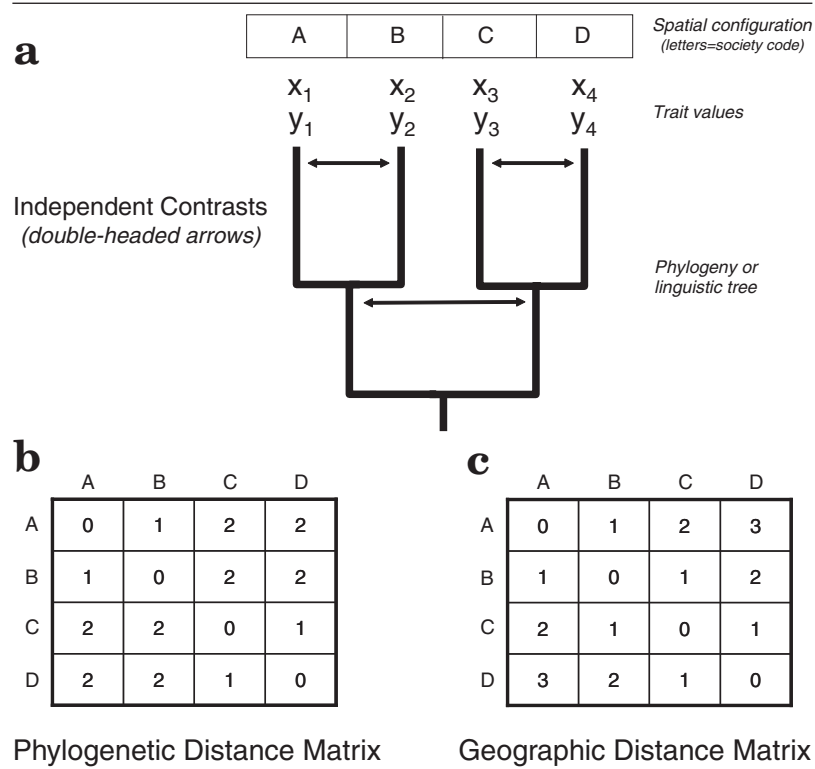 a
A B C D
Spatial configuration
(letters=society code)
x1 x2 x3 x4
y1 y2 y3 y4
Trait values
Independent Contrasts
(double-headed arrows)
Phylogeny or
linguistic tree
b
A B C D
A 0 1 2 2
B 1 0 2 2
C 2 2 0 1
D 2 2 1 0
Phylogenetic Distance Matrix
c
A B C D
A 0 1 2 3
B 1 0 1 2
C 2 1 0 1
D 3 2 1 0
Geographic Distance Matrix